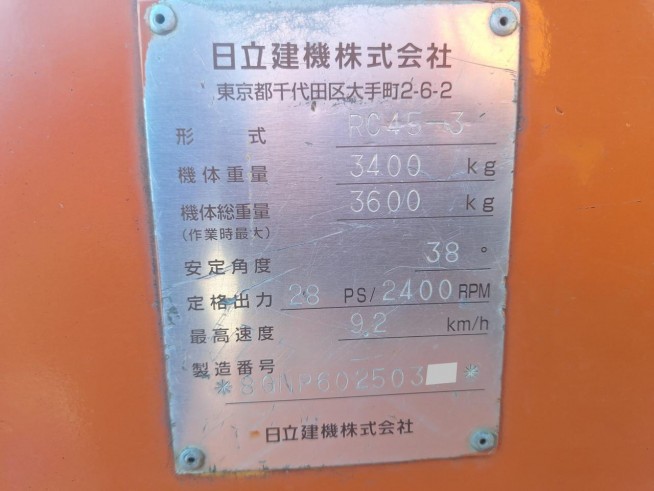 日立建機株式会社
東京都千代田区大手町2-6-2
形 式 RC45-3
機体重量 3400 kg
機体総重量 3600 kg
(作業時最大)
安定角度 38 °
定格出力 28 PS/2400RPM
最高速度 9.2 km/h
製造番号
日立建機株式会社